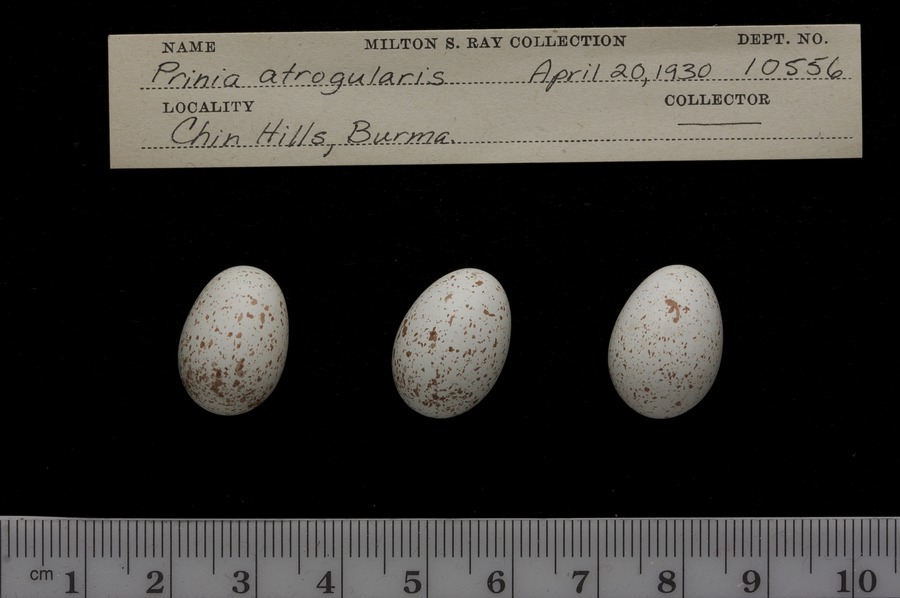 NAME MILTON S. RAY COLLECTION DEPT. NO.
Prinia atrogularis April 20, 1930 10556
LOCALITY COLLECTOR
Chin Hills, Burma.
cm 1 2 3 4 5 6 7 8 9 10